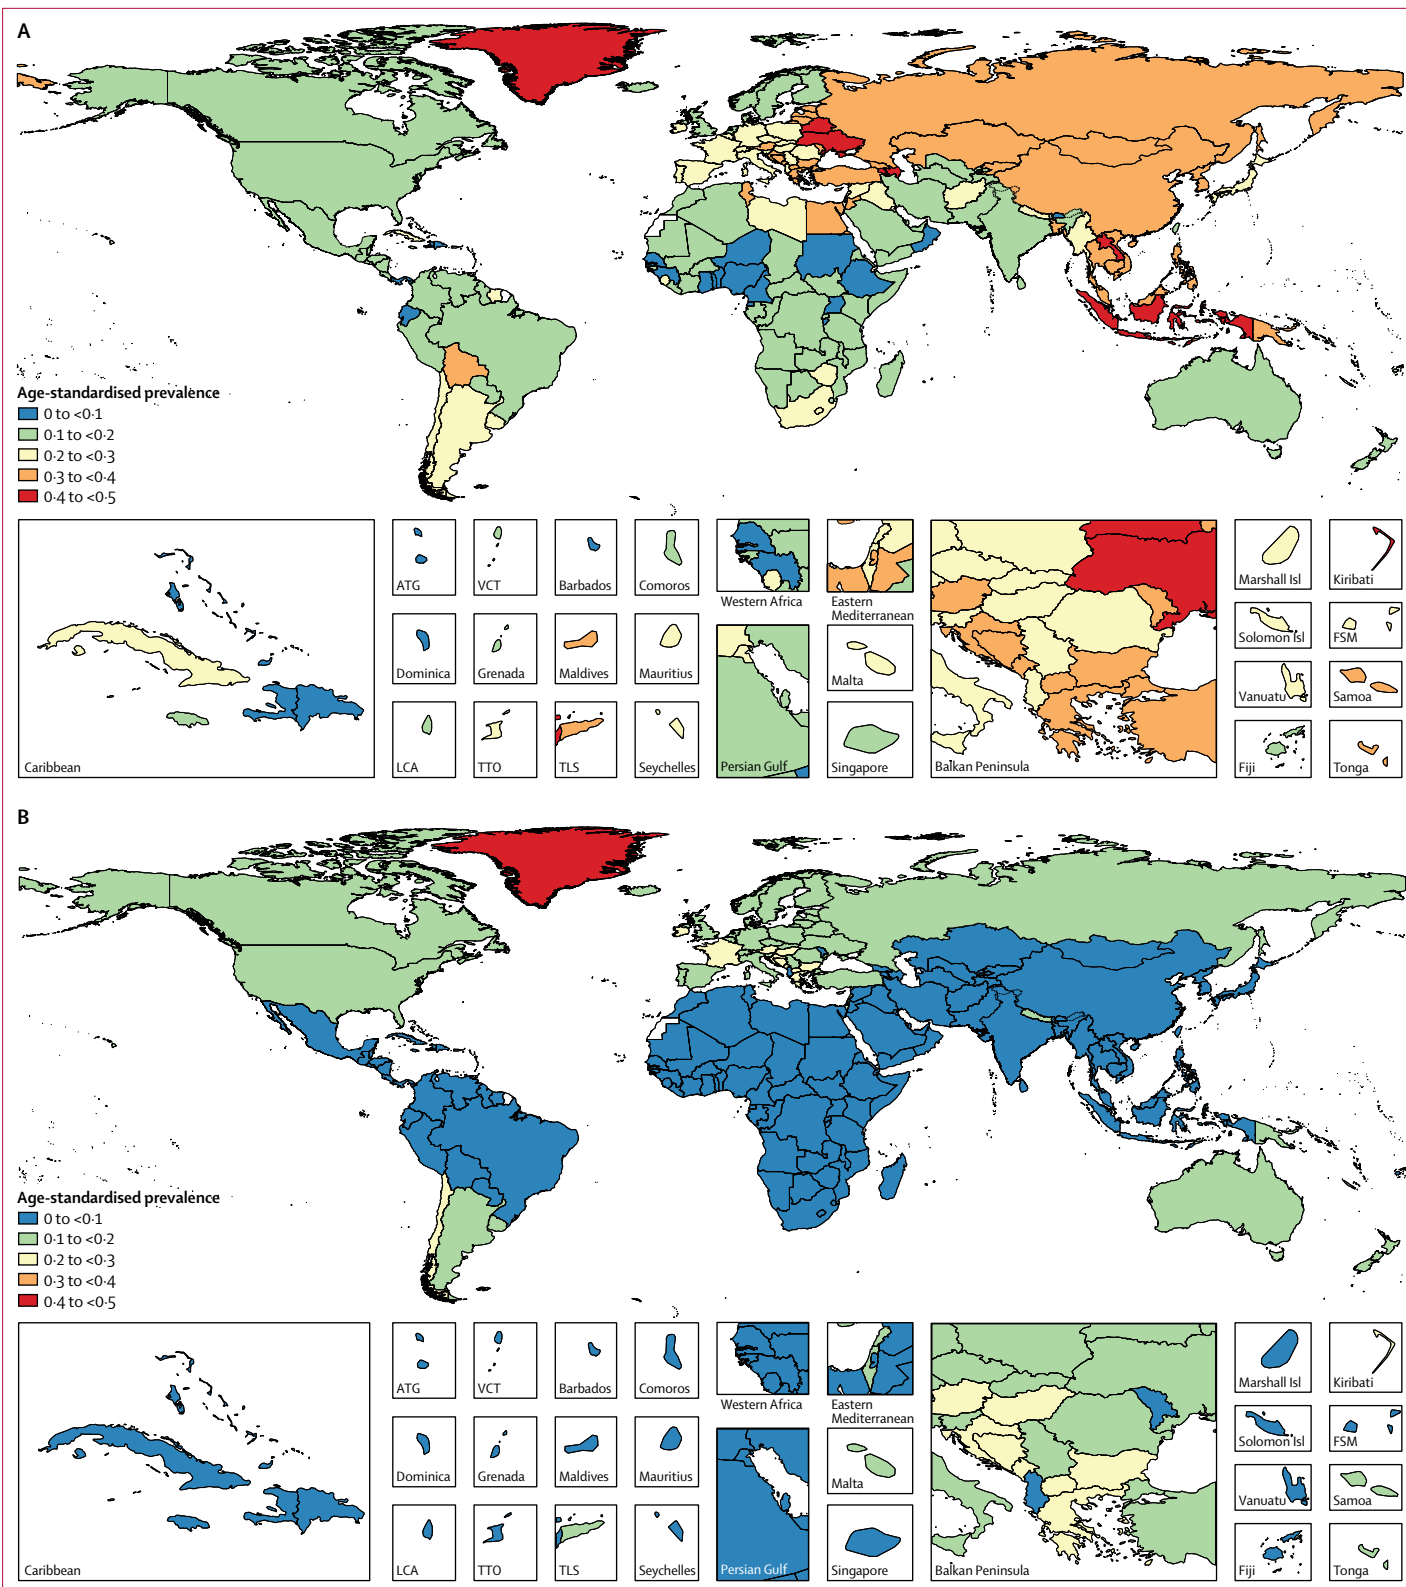 A
Age-standardised prevalence
0 to <0·1
0·1 to <0·2
0·2 to <0·3
0·3 to <0·4
0·4 to <0·5
Caribbean
ATG
VCT
Barbados
Comoros
Dominica
Grenada
Maldives
Mauritius
LCA
TTO
TLS
Seychelles
Western Africa
Persian Gulf
Eastern
Mediterranean
Malta
Singapore
Balkan Peninsula
Marshall Isl
Kiribati
Solomon Isl
FSM
Vanuatu
Samoa
Fiji
Tonga
B
Age-standardised prevalence
0 to <0·1
0·1 to <0·2
0·2 to <0·3
0·3 to <0·4
0·4 to <0·5
Caribbean
ATG
VCT
Barbados
Comoros
Dominica
Grenada
Maldives
Mauritius
LCA
TTO
TLS
Seychelles
Western Africa
Persian Gulf
Eastern
Mediterranean
Malta
Singapore
Balkan Peninsula
Marshall Isl
Kiribati
Solomon Isl
FSM
Vanuatu
Samoa
Fiji
Tonga